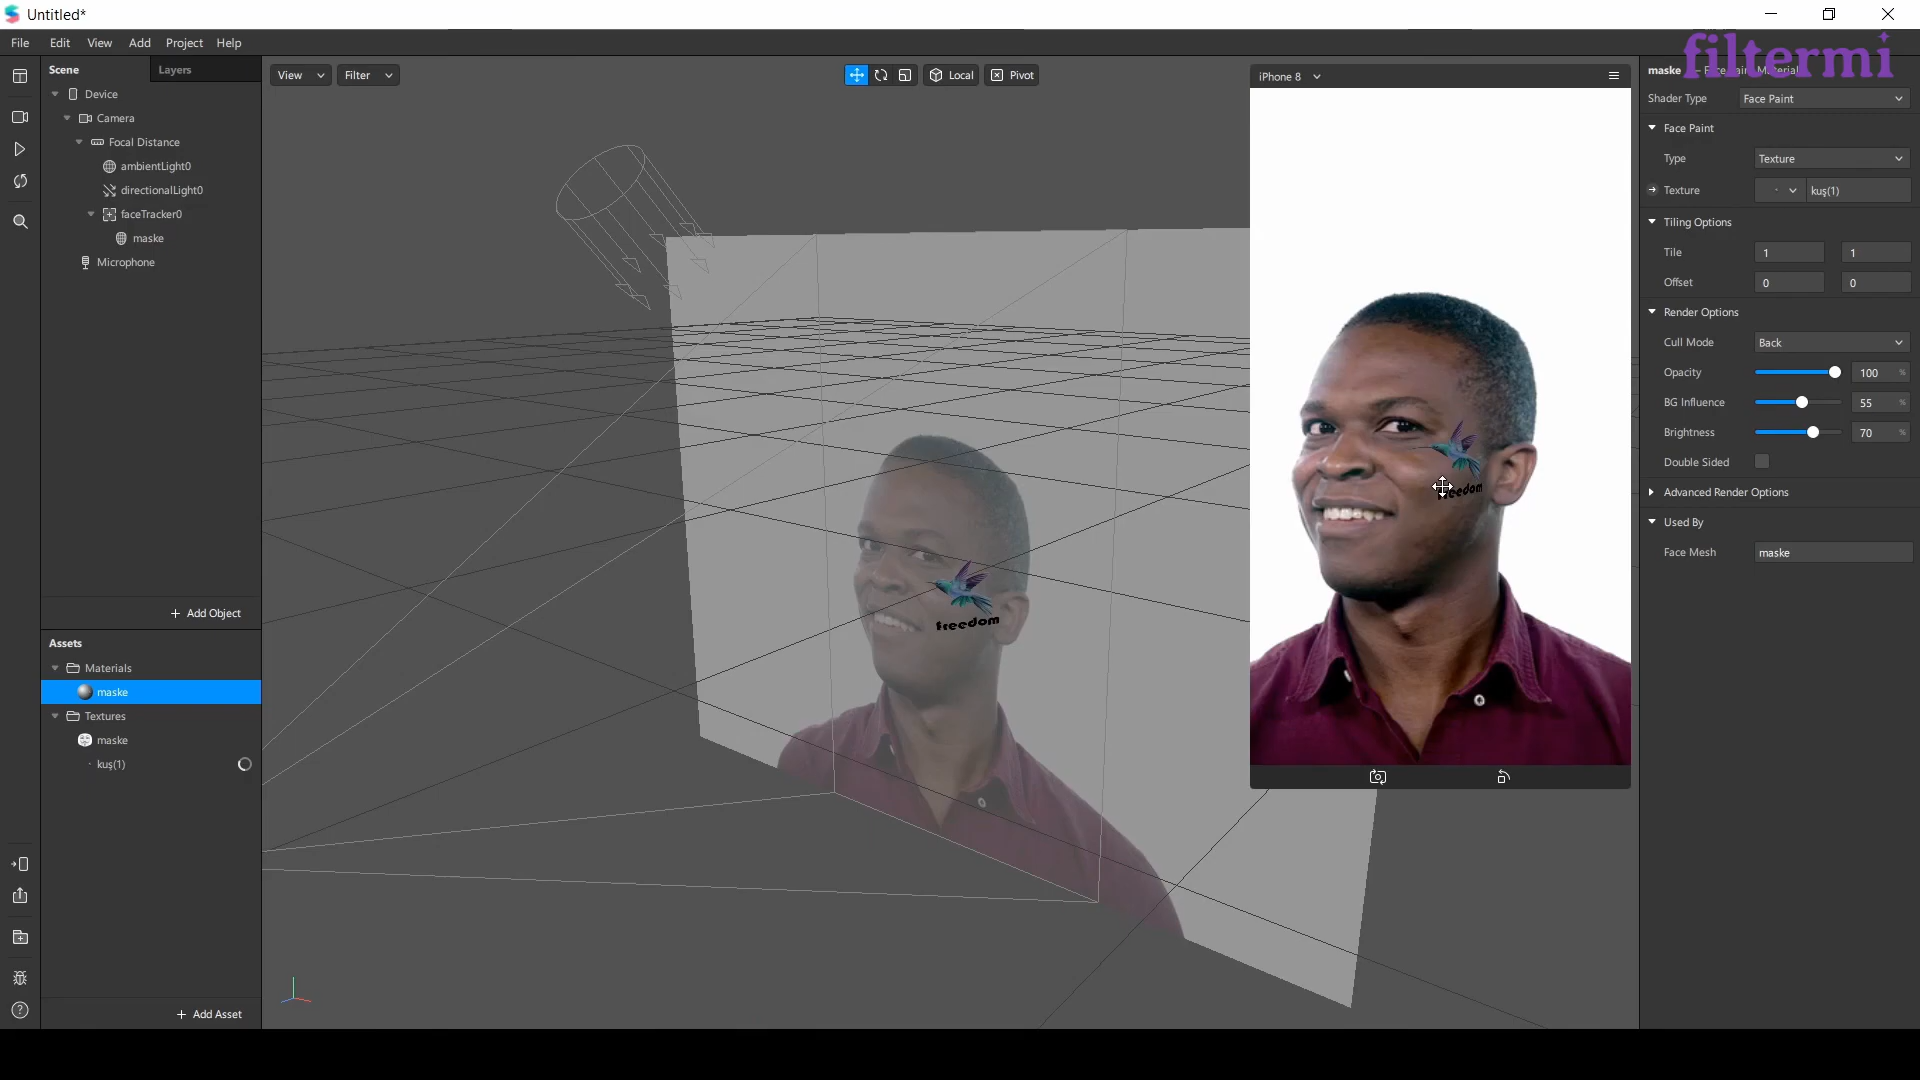 Untitled*
File Edit View Add Project Help
filtermi
Scene Layers
Device
Camera
Focal Distance
ambientLight0
directionalLight0
faceTracker0
maske
Microphone
+ Add Object
Assets
Materials
maske
Textures
maske
kuş(1)
+ Add Asset
View Filter
Local Pivot
freedom
iPhone 8
freedom
maske – Face Paint Material
Shader Type Face Paint
Face Paint
Type Texture
Texture kuş(1)
Tiling Options
Tile 1 1
Offset 0 0
Render Options
Cull Mode Back
Opacity 100 %
BG Influence 55 %
Brightness 70 %
Double Sided
Advanced Render Options
Used By
Face Mesh maske